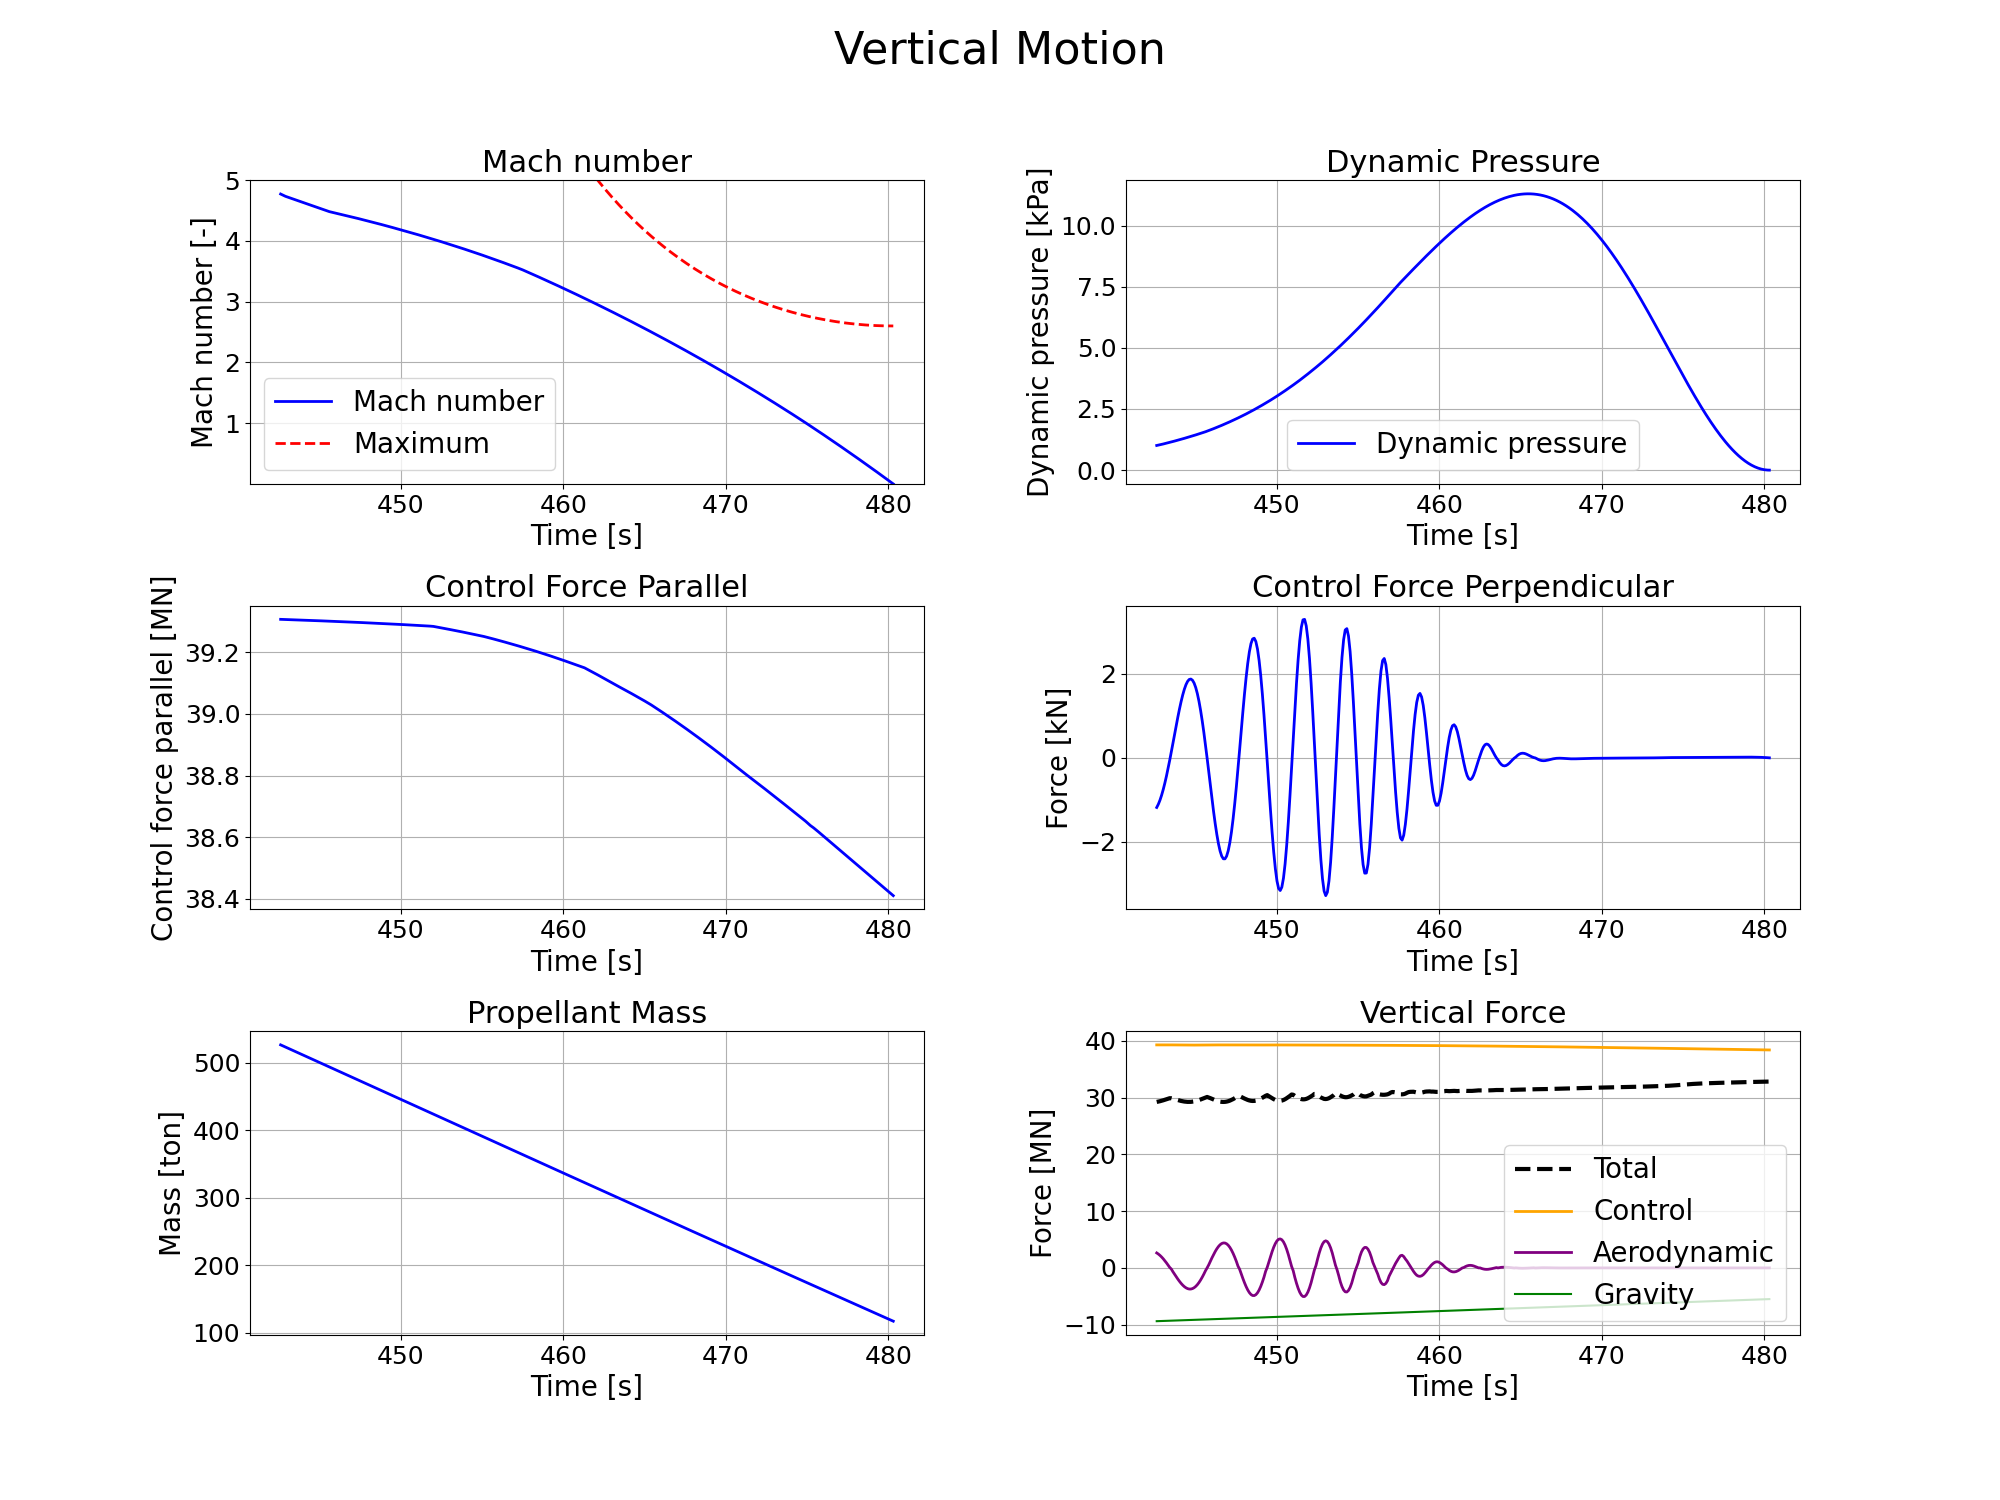 Vertical Motion
Mach number
Mach number [-]
5
4
3
2
1
Mach number
Maximum
450 460 470 480
Time [s]
Dynamic Pressure
Dynamic pressure [kPa]
10.0
7.5
5.0
2.5
0.0
Dynamic pressure
450 460 470 480
Time [s]
Control Force Parallel
Control force parallel [MN]
39.2
39.0
38.8
38.6
38.4
450 460 470 480
Time [s]
Control Force Perpendicular
Force [kN]
2
0
−2
450 460 470 480
Time [s]
Propellant Mass
Mass [ton]
500
400
300
200
100
450 460 470 480
Time [s]
Vertical Force
Force [MN]
40
30
20
10
0
−10
Total
Control
Aerodynamic
Gravity
450 460 470 480
Time [s]